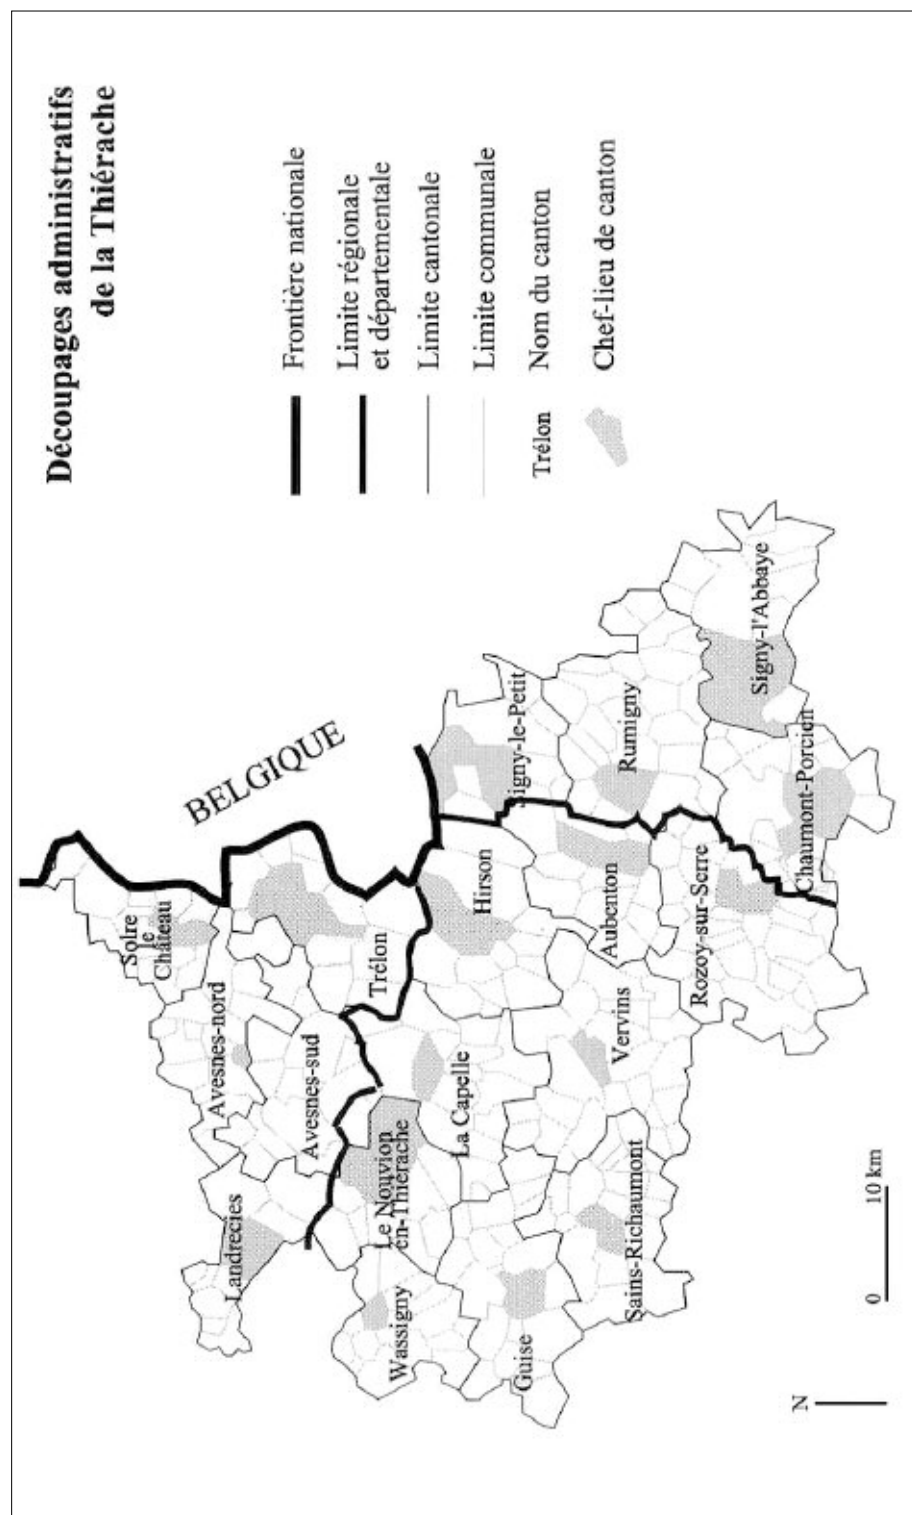 Découpages administratifs
de la Thiérache
Frontière nationale
Limite régionale
et départementale
Limite cantonale
Limite communale
Trélon
Nom du canton
Chef-lieu de canton
BELGIQUE
Solre
le
Château
Avesnes-nord
Avesnes-sud
Landrecies
Trélon
Le Nouviop
en-Thiérache
Wassigny
La Capelle
Hirson
Signy-le-Petit
Guise
Sains-Richaumont
Vervins
Aubenton
Rumigny
Rozoy-sur-Serre
Chaumont-Porcien
Signy-l'Abbaye
N
0
10 km